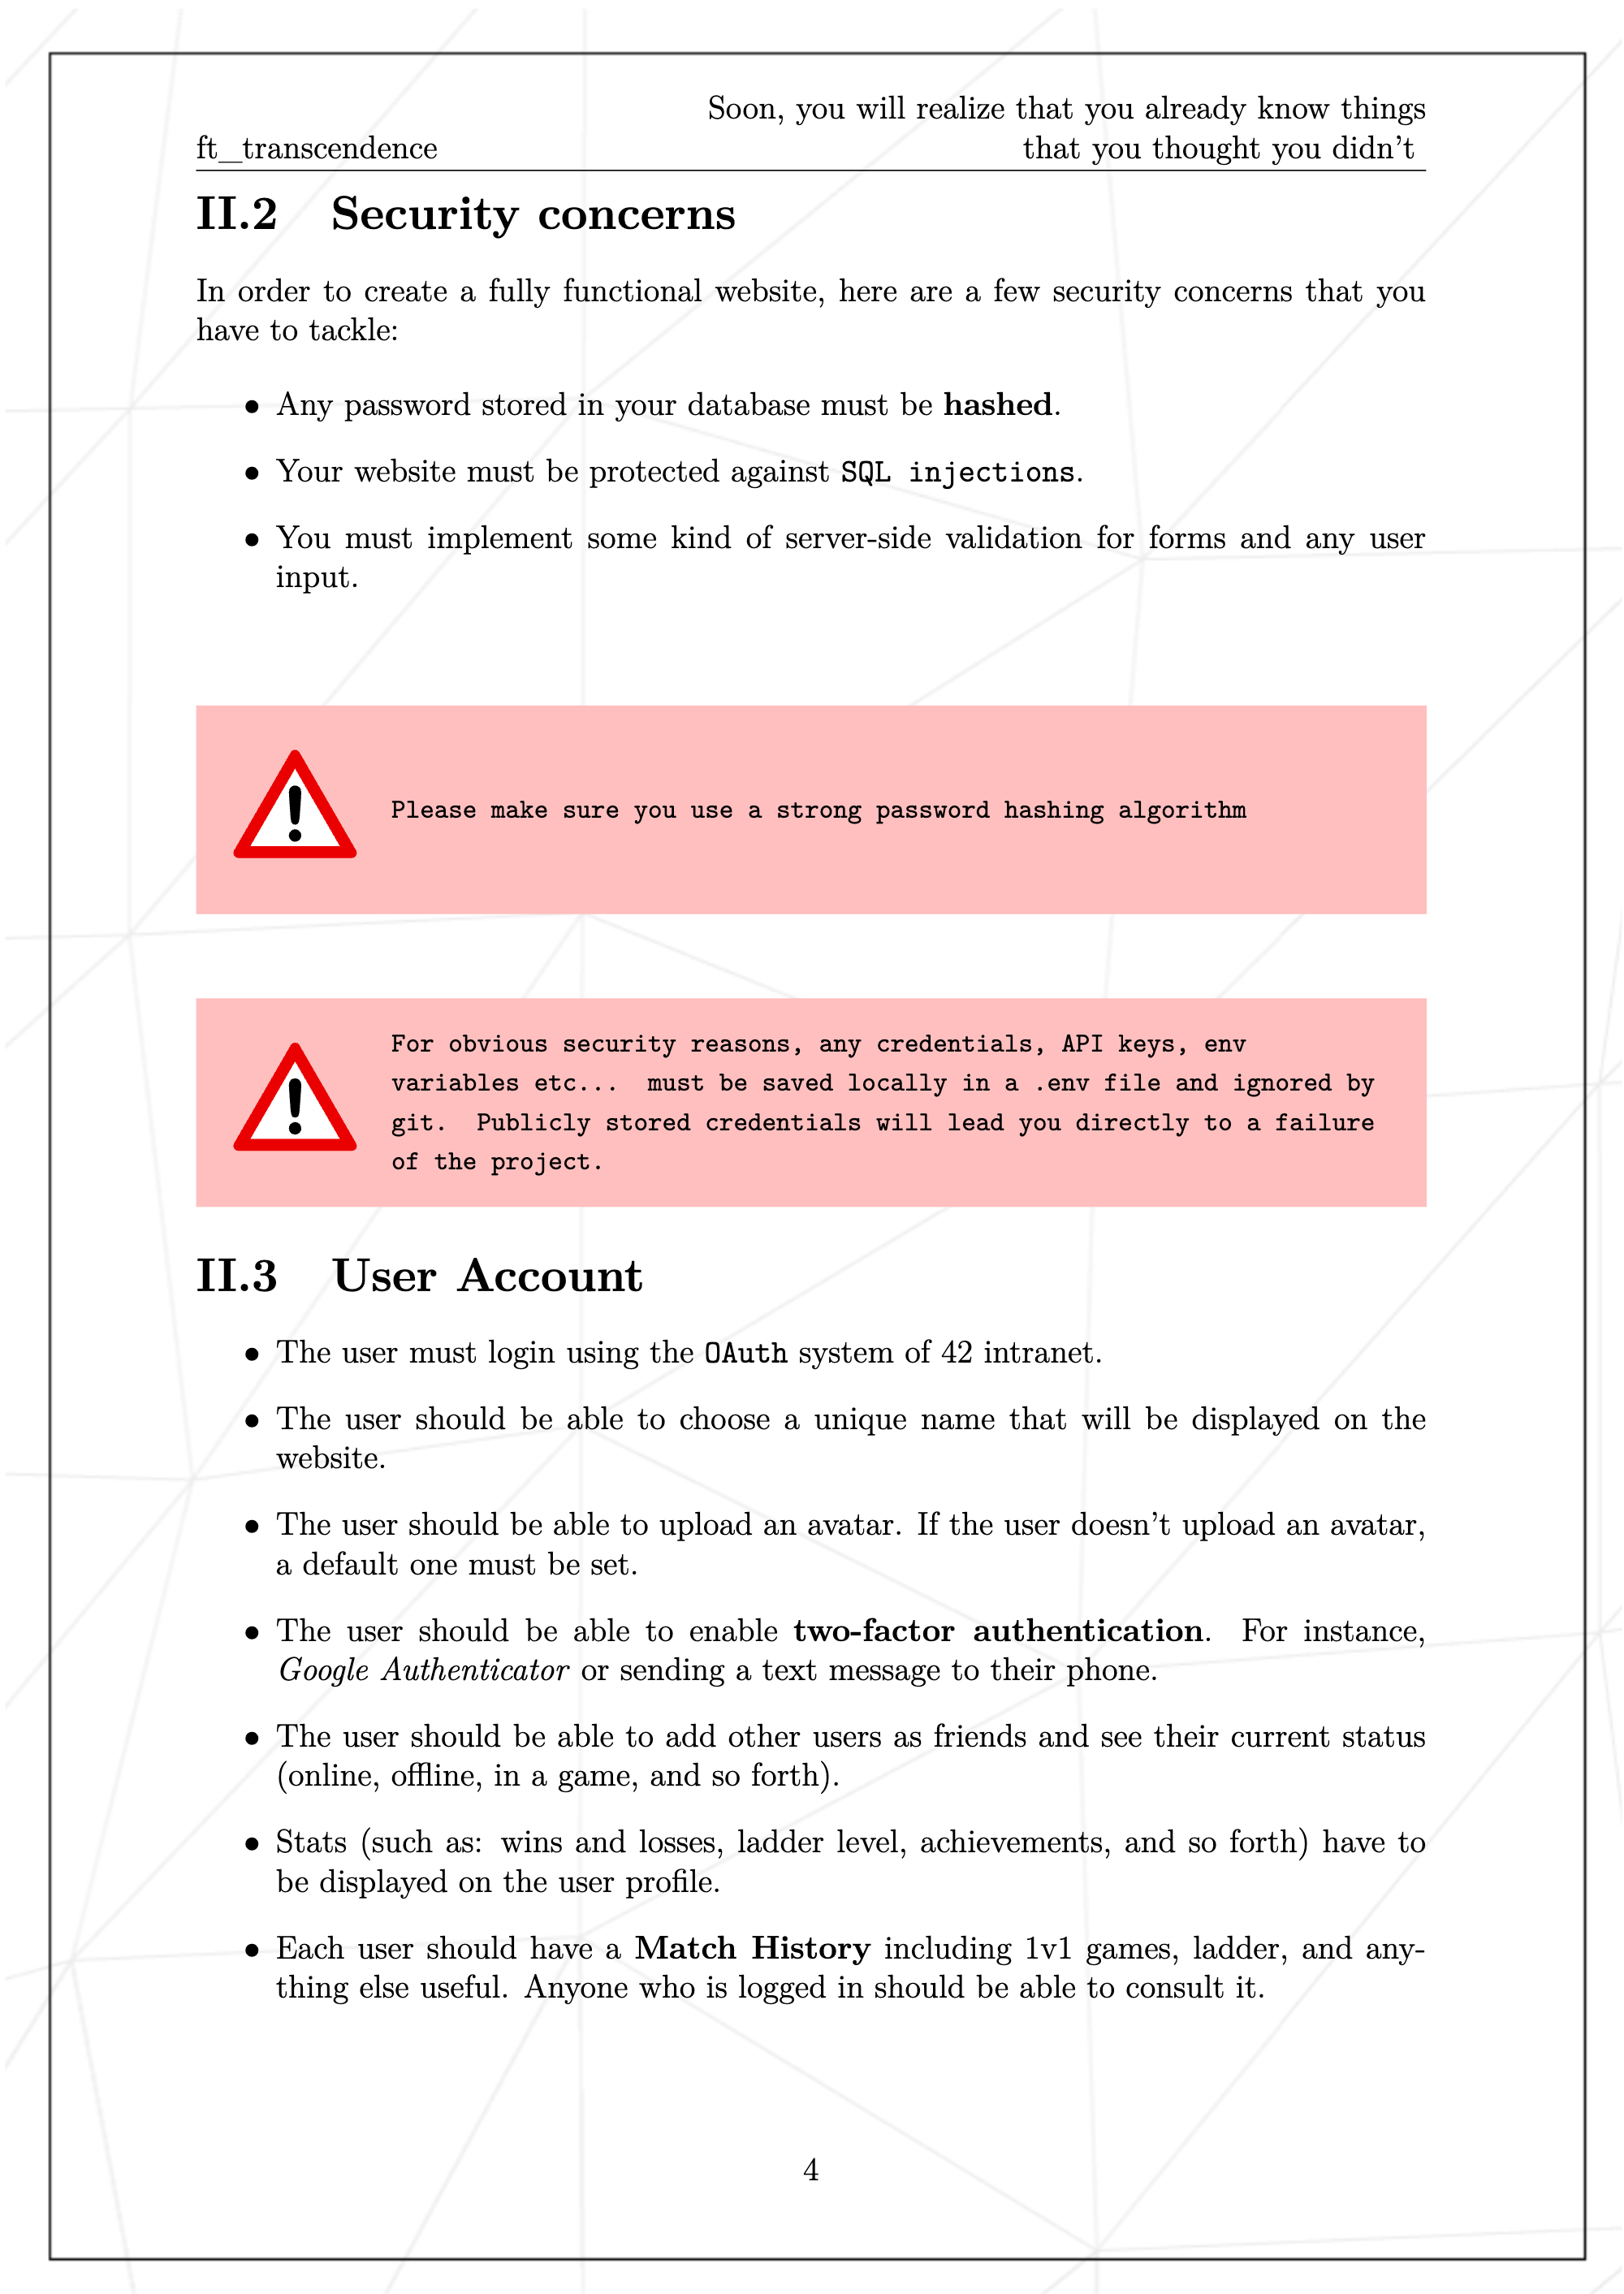 Soon, you will realize that you already know things
ft_transcendence that you thought you didn't
II.2 Security concerns
In order to create a fully functional website, here are a few security concerns that you
have to tackle:
• Any password stored in your database must be hashed.
• Your website must be protected against SQL injections.
• You must implement some kind of server-side validation for forms and any user
input.
Please make sure you use a strong password hashing algorithm
For obvious security reasons, any credentials, API keys, env
variables etc... must be saved locally in a .env file and ignored by
git. Publicly stored credentials will lead you directly to a failure
of the project.
II.3 User Account
• The user must login using the OAuth system of 42 intranet.
• The user should be able to choose a unique name that will be displayed on the
website.
• The user should be able to upload an avatar. If the user doesn't upload an avatar,
a default one must be set.
• The user should be able to enable two-factor authentication. For instance,
Google Authenticator or sending a text message to their phone.
• The user should be able to add other users as friends and see their current status
(online, offline, in a game, and so forth).
• Stats (such as: wins and losses, ladder level, achievements, and so forth) have to
be displayed on the user profile.
• Each user should have a Match History including 1v1 games, ladder, and any-
thing else useful. Anyone who is logged in should be able to consult it.
4